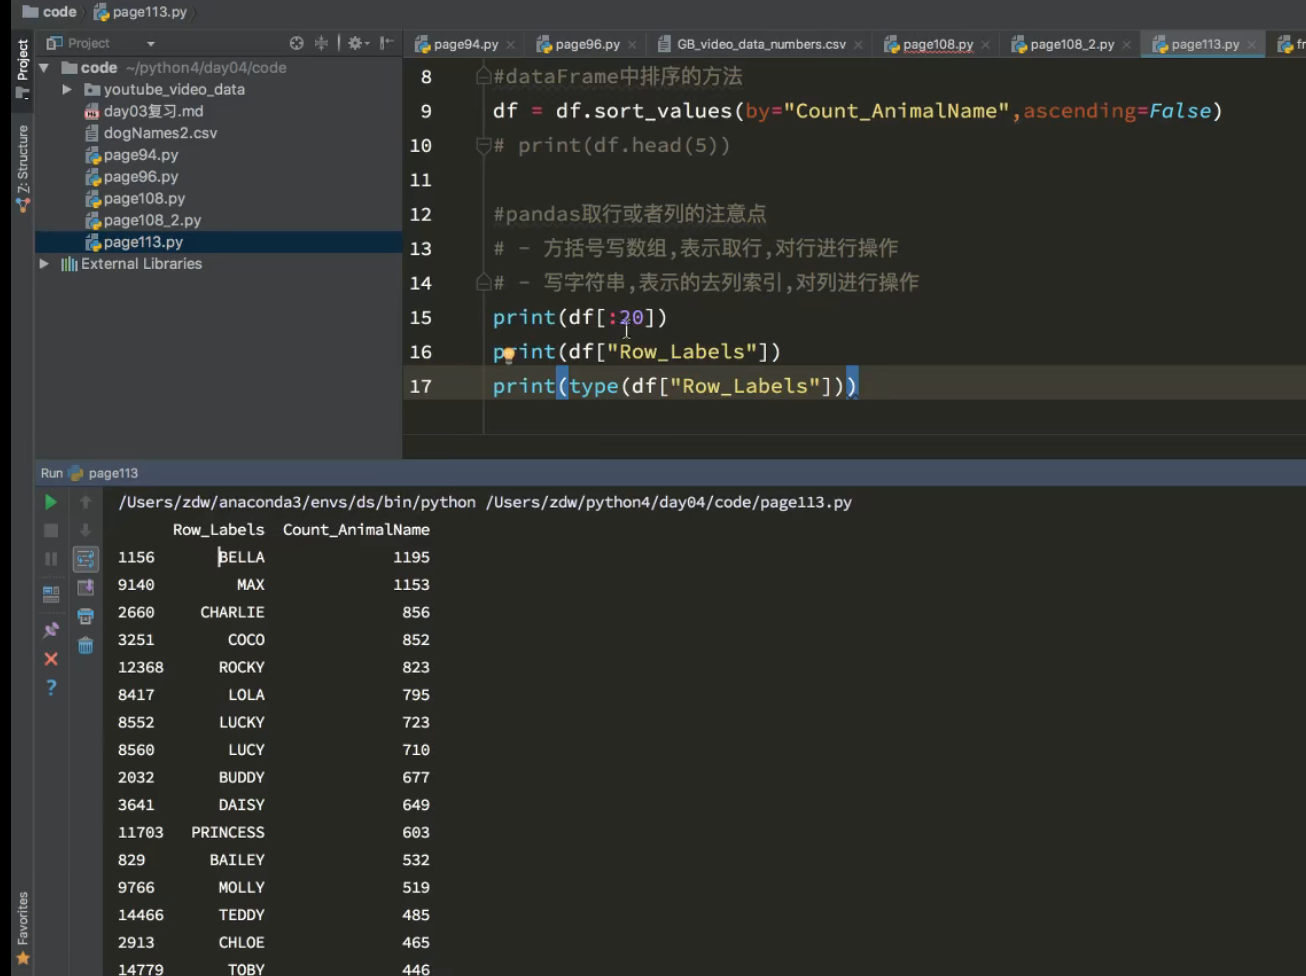 code page113.py
Project
page94.py
page96.py
GB_video_data_numbers.csv
page108.py
page108_2.py
page113.py
fr
Project
Z: Structure
Favorites
code ~/python4/day04/code
youtube_video_data
day03复习.md
dogNames2.csv
page94.py
page96.py
page108.py
page108_2.py
page113.py
External Libraries
8 #dataFrame中排序的方法
9 df = df.sort_values(by="Count_AnimalName",ascending=False)
10 # print(df.head(5))
11
12 #pandas取行或者列的注意点
13 # - 方括号写数组,表示取行,对行进行操作
14 # - 写字符串,表示的去列索引,对列进行操作
15 print(df[:20])
16 print(df["Row_Labels"])
17 print(type(df["Row_Labels"]))
Run page113
/Users/zdw/anaconda3/envs/ds/bin/python /Users/zdw/python4/day04/code/page113.py
Row_Labels Count_AnimalName
1156 BELLA 1195
9140 MAX 1153
2660 CHARLIE 856
3251 COCO 852
12368 ROCKY 823
8417 LOLA 795
8552 LUCKY 723
8560 LUCY 710
2032 BUDDY 677
3641 DAISY 649
11703 PRINCESS 603
829 BAILEY 532
9766 MOLLY 519
14466 TEDDY 485
2913 CHLOE 465
14779 TOBY 446